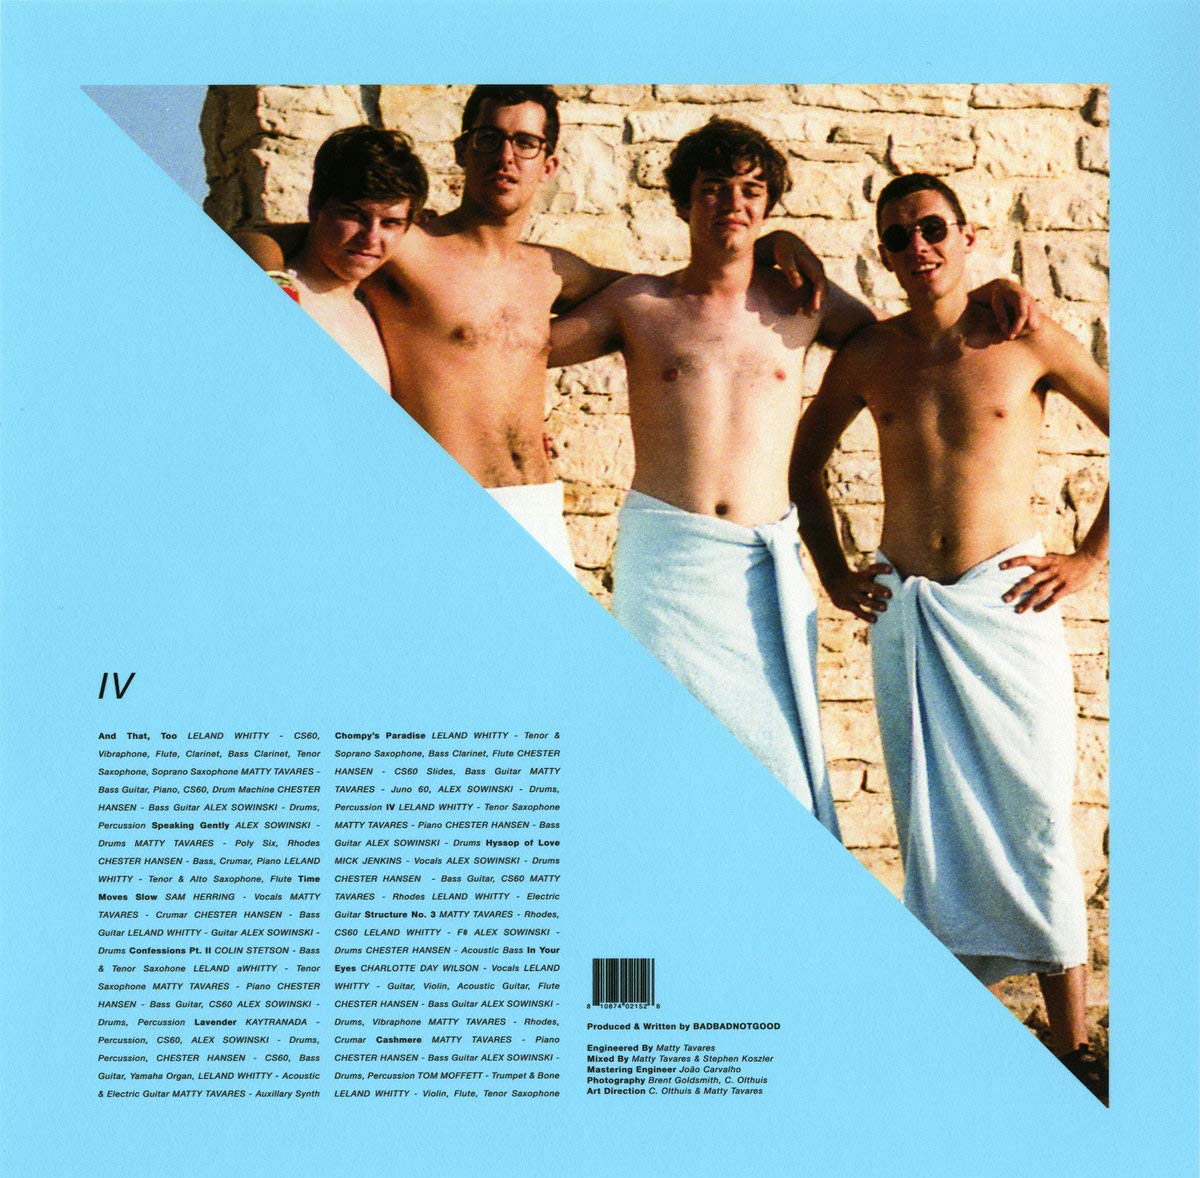 IV
And That, Too LELAND WHITTY - CS60,
Vibraphone, Flute, Clarinet, Bass Clarinet, Tenor
Saxophone, Soprano Saxophone MATTY TAVARES -
Bass Guitar, Piano, CS60, Drum Machine CHESTER
HANSEN - Bass Guitar ALEX SOWINSKI - Drums,
Percussion Speaking Gently ALEX SOWINSKI -
Drums MATTY TAVARES - Poly Six, Rhodes
CHESTER HANSEN - Bass, Crumar, Piano LELAND
WHITTY - Tenor & Alto Saxophone, Flute Time
Moves Slow SAM HERRING - Vocals MATTY
TAVARES - Crumar CHESTER HANSEN - Bass
Guitar LELAND WHITTY - Guitar ALEX SOWINSKI -
Drums Confessions Pt. II COLIN STETSON - Bass
& Tenor Saxohone LELAND aWHITTY - Tenor
Saxophone MATTY TAVARES - Piano CHESTER
HANSEN - Bass Guitar, CS60 ALEX SOWINSKI -
Drums, Percussion Lavender KAYTRANADA -
Percussion, CS60, ALEX SOWINSKI - Drums,
Percussion, CHESTER HANSEN - CS60, Bass
Guitar, Yamaha Organ, LELAND WHITTY - Acoustic
& Electric Guitar MATTY TAVARES - Auxillary Synth
Chompy's Paradise LELAND WHITTY - Tenor &
Soprano Saxophone, Bass Clarinet, Flute CHESTER
HANSEN - CS60 Slides, Bass Guitar MATTY
TAVARES - Juno 60, ALEX SOWINSKI - Drums,
Percussion IV LELAND WHITTY - Tenor Saxophone
MATTY TAVARES - Piano CHESTER HANSEN - Bass
Guitar ALEX SOWINSKI - Drums Hyssop of Love
MICK JENKINS - Vocals ALEX SOWINSKI - Drums
CHESTER HANSEN - Bass Guitar, CS60 MATTY
TAVARES - Rhodes LELAND WHITTY - Electric
Guitar Structure No. 3 MATTY TAVARES - Rhodes,
CS60 LELAND WHITTY - F# ALEX SOWINSKI -
Drums CHESTER HANSEN - Acoustic Bass In Your
Eyes CHARLOTTE DAY WILSON - Vocals LELAND
WHITTY - Guitar, Violin, Acoustic Guitar, Flute
CHESTER HANSEN - Bass Guitar ALEX SOWINSKI -
Drums, Vibraphone MATTY TAVARES - Rhodes,
Crumar Cashmere MATTY TAVARES - Piano
CHESTER HANSEN - Bass Guitar ALEX SOWINSKI -
Drums, Percussion TOM MOFFETT - Trumpet & Bone
LELAND WHITTY - Violin, Flute, Tenor Saxophone
8 10874 02152 6
Produced & Written by BADBADNOTGOOD
Engineered By Matty Tavares
Mixed By Matty Tavares & Stephen Koszler
Mastering Engineer João Carvalho
Photography Brent Goldsmith, C. Olthuis
Art Direction C. Olthuis & Matty Tavares